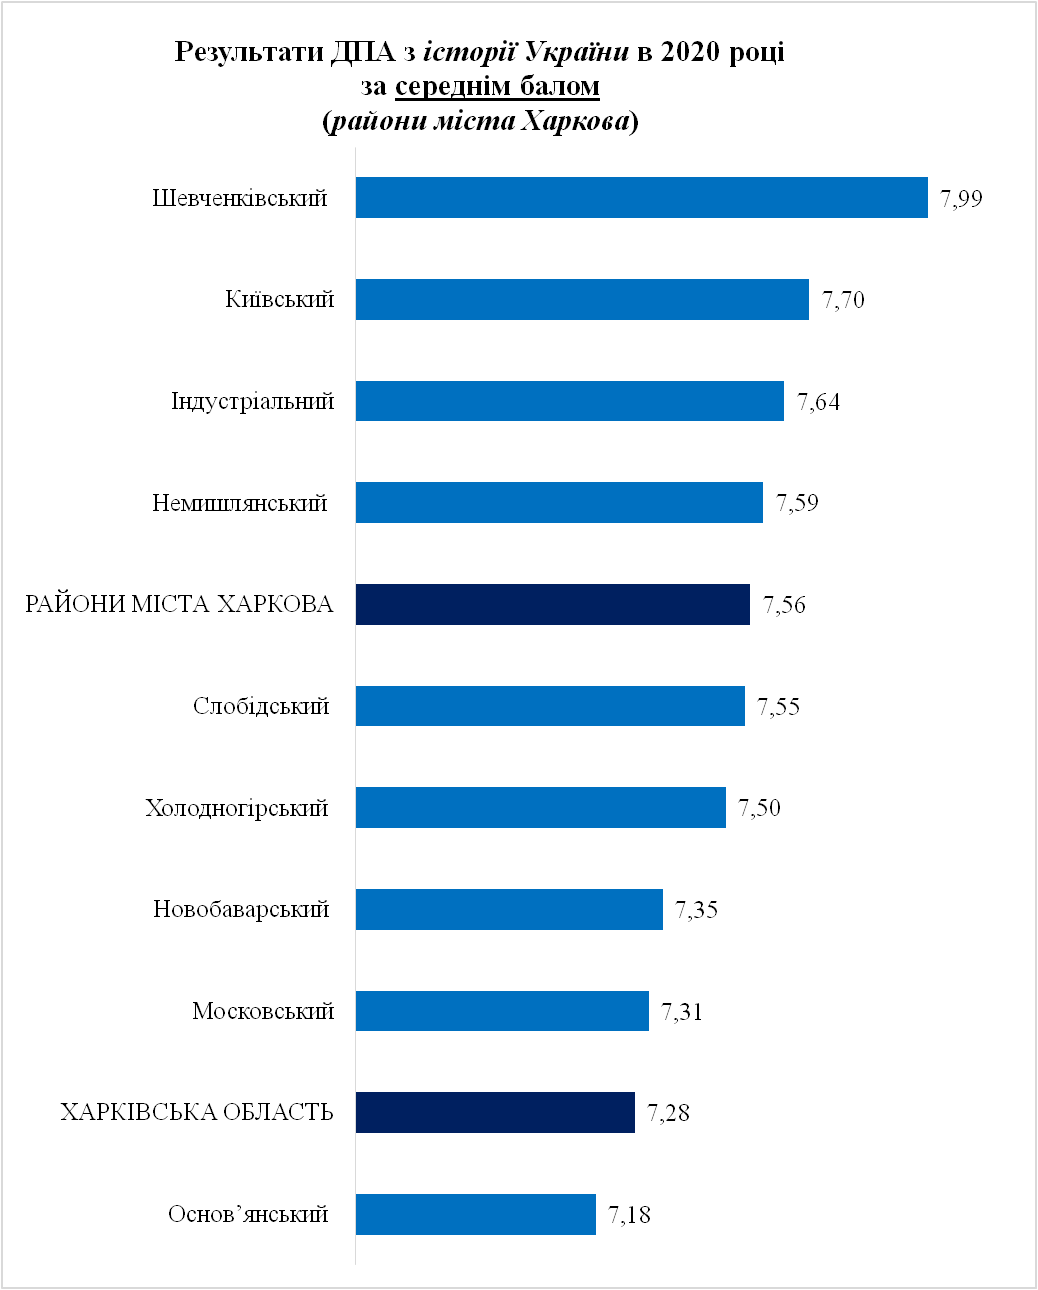 Результати ДПА з історії України в 2020 році
за середнім балом
(райони міста Харкова)
Шевченківський 7,99
Київський 7,70
Індустріальний 7,64
Немишлянський 7,59
РАЙОНИ МІСТА ХАРКОВА 7,56
Слобідський 7,55
Холодногірський 7,50
Новобаварський 7,35
Московський 7,31
ХАРКІВСЬКА ОБЛАСТЬ 7,28
Основ’янський 7,18